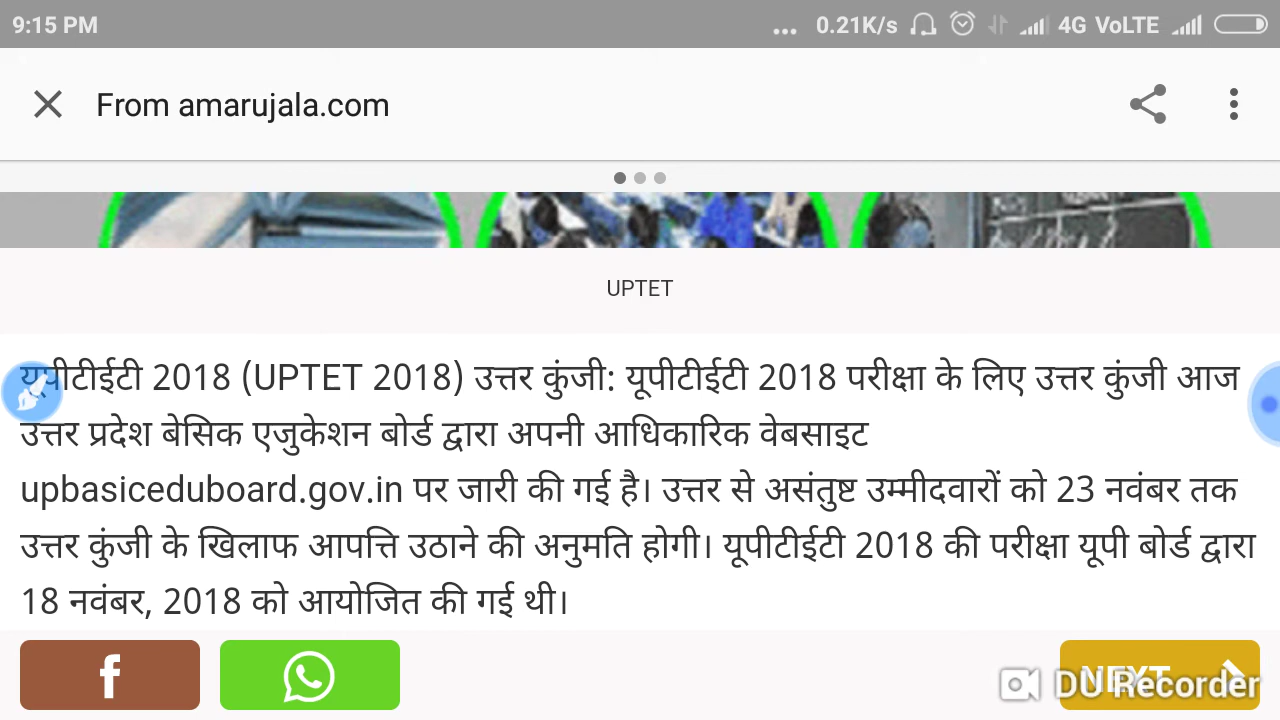 9:15 PM
... 0.21K/s 4G VoLTE
From amarujala.com
UPTET
यूपीटीईटी 2018 (UPTET 2018) उत्तर कुंजी: यूपीटीईटी 2018 परीक्षा के लिए उत्तर कुंजी आज
उत्तर प्रदेश बेसिक एजुकेशन बोर्ड द्वारा अपनी आधिकारिक वेबसाइट
upbasiceduboard.gov.in पर जारी की गई है। उत्तर से असंतुष्ट उम्मीदवारों को 23 नवंबर तक
उत्तर कुंजी के खिलाफ आपत्ति उठाने की अनुमति होगी। यूपीटीईटी 2018 की परीक्षा यूपी बोर्ड द्वारा
18 नवंबर, 2018 को आयोजित की गई थी।
f
NEXT
DU Recorder